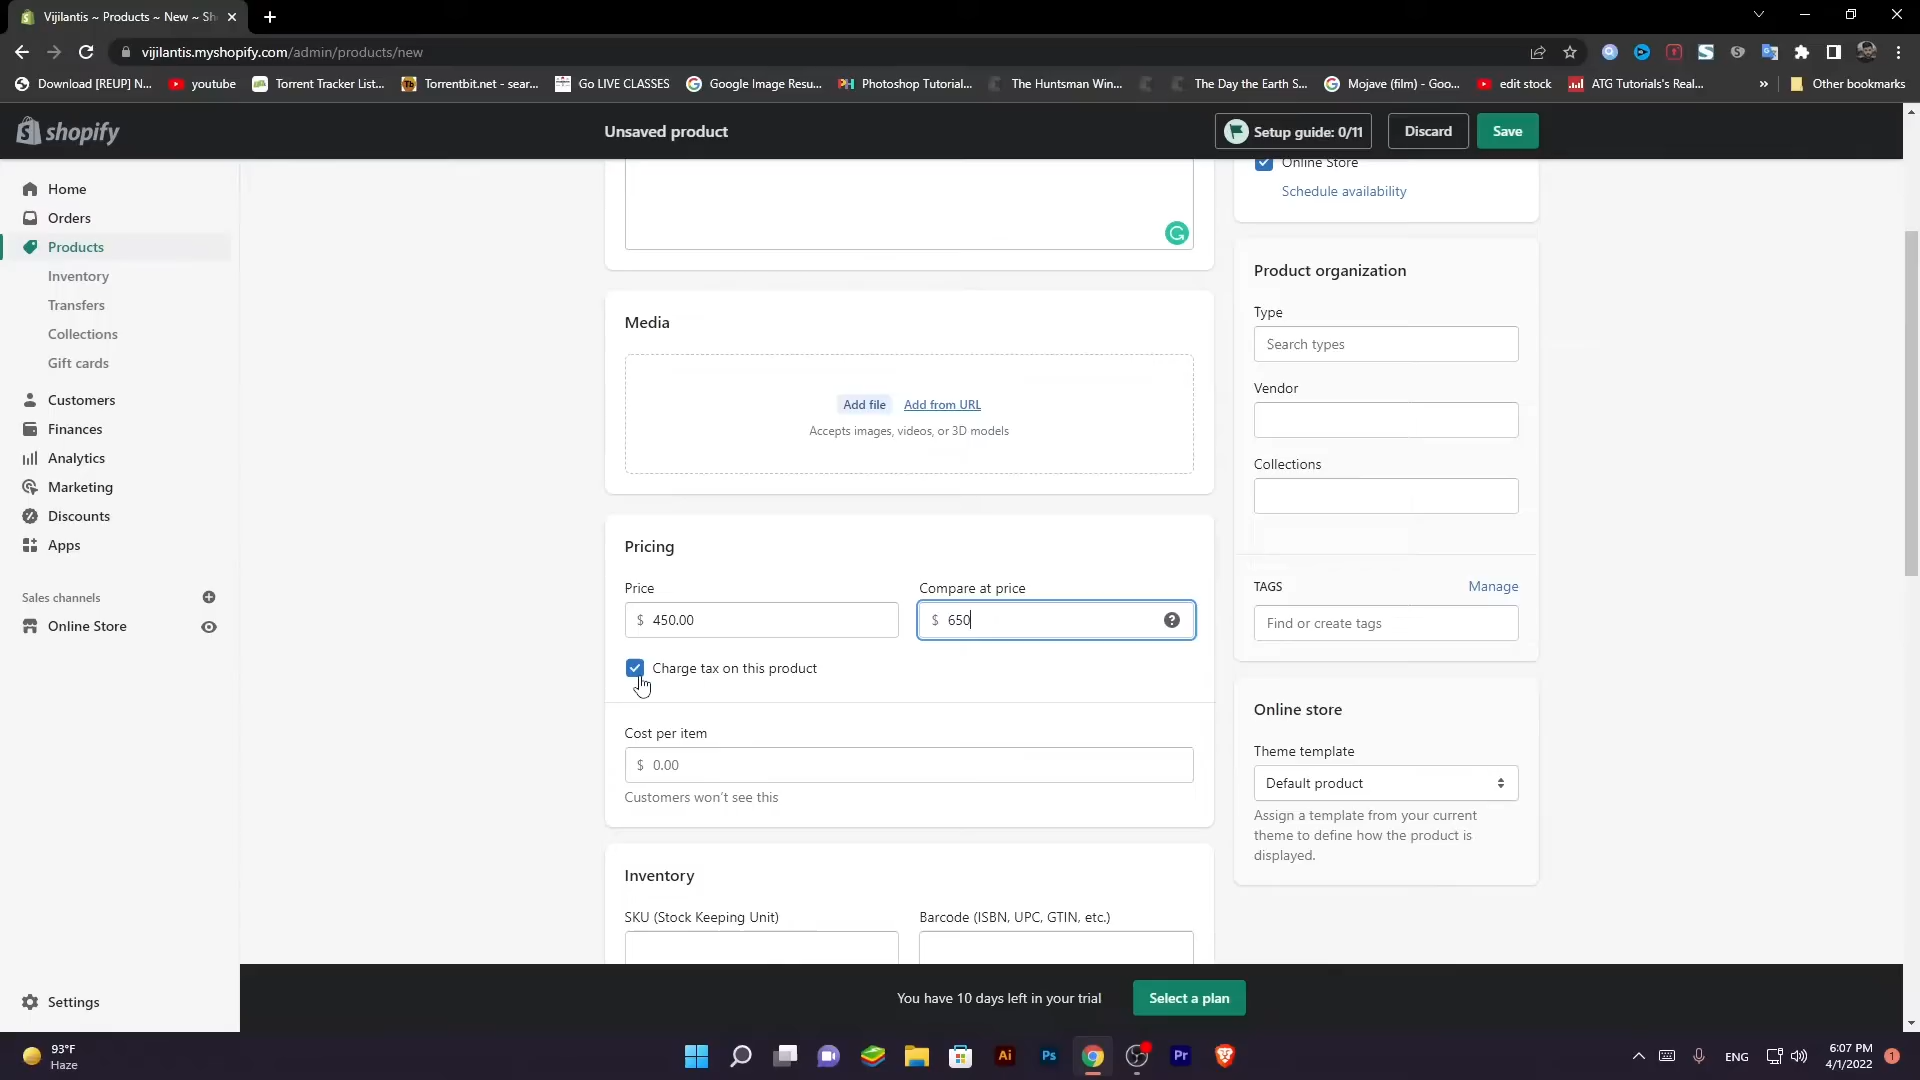 Vijilantis ~ Products ~ New ~ Sh
vijilantis.myshopify.com/admin/products/new
Download [REUP] N...
youtube
Torrent Tracker List...
Torrentbit.net - sear...
Go LIVE CLASSES
Google Image Resu...
Photoshop Tutorial...
The Huntsman Win...
The Day the Earth S...
Mojave (film) - Goo...
edit stock
ATG Tutorials's Real...
»
Other bookmarks
shopify
Unsaved product
Setup guide: 0/11
Discard
Save
Home
Orders
Products
Inventory
Transfers
Collections
Gift cards
Customers
Finances
Analytics
Marketing
Discounts
Apps
Sales channels
Online Store
Settings
Media
Add file
Add from URL
Accepts images, videos, or 3D models
Pricing
Price
Compare at price
$ 450.00
$ 650
Charge tax on this product
Cost per item
$ 0.00
Customers won't see this
Inventory
SKU (Stock Keeping Unit)
Barcode (ISBN, UPC, GTIN, etc.)
Online Store
Schedule availability
Product organization
Type
Search types
Vendor
Collections
TAGS
Manage
Find or create tags
Online store
Theme template
Default product
Assign a template from your current
theme to define how the product is
displayed.
You have 10 days left in your trial
Select a plan
93°F
Haze
Ai
Ps
Pr
ENG
6:07 PM
4/1/2022
1